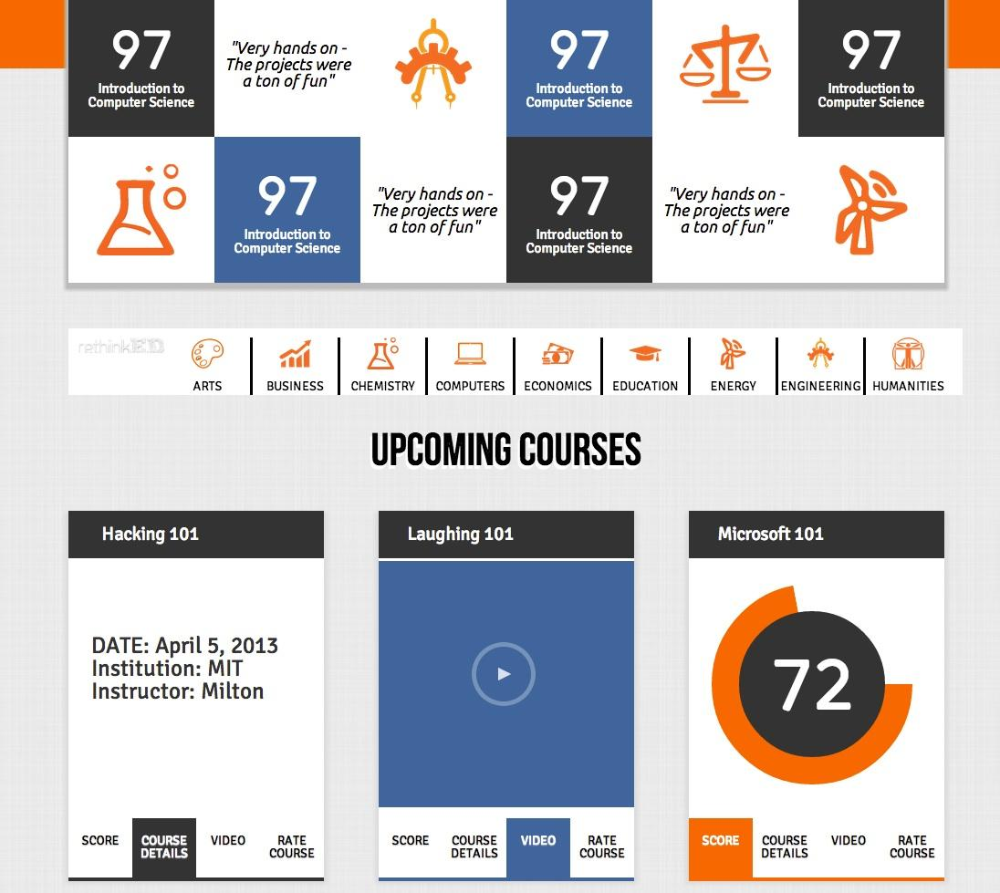 97
Introduction to
Computer Science
"Very hands on -
The projects were
a ton of fun"
97
Introduction to
Computer Science
97
Introduction to
Computer Science
97
Introduction to
Computer Science
"Very hands on -
The projects were
a ton of fun"
97
Introduction to
Computer Science
"Very hands on -
The projects were
a ton of fun"
rethinkED
ARTS
BUSINESS
CHEMISTRY
COMPUTERS
ECONOMICS
EDUCATION
ENERGY
ENGINEERING
HUMANITIES
UPCOMING COURSES
Hacking 101
DATE: April 5, 2013
Institution: MIT
Instructor: Milton
SCORE
COURSE
DETAILS
VIDEO
RATE
COURSE
Laughing 101
SCORE
COURSE
DETAILS
VIDEO
RATE
COURSE
Microsoft 101
72
SCORE
COURSE
DETAILS
VIDEO
RATE
COURSE